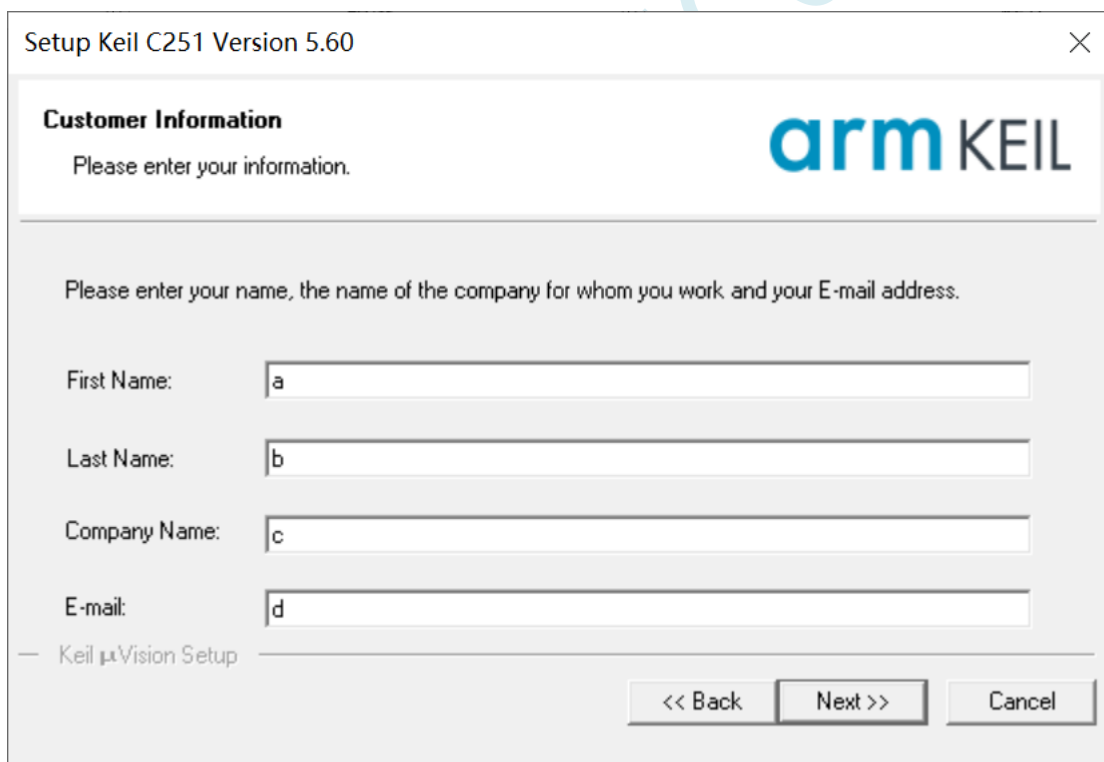 Setup Keil C251 Version 5.60
Customer Information
Please enter your information.
arm KEIL
Please enter your name, the name of the company for whom you work and your E-mail address.
First Name: a
Last Name: b
Company Name: c
E-mail: d
Keil µVision Setup
<< Back Next >> Cancel